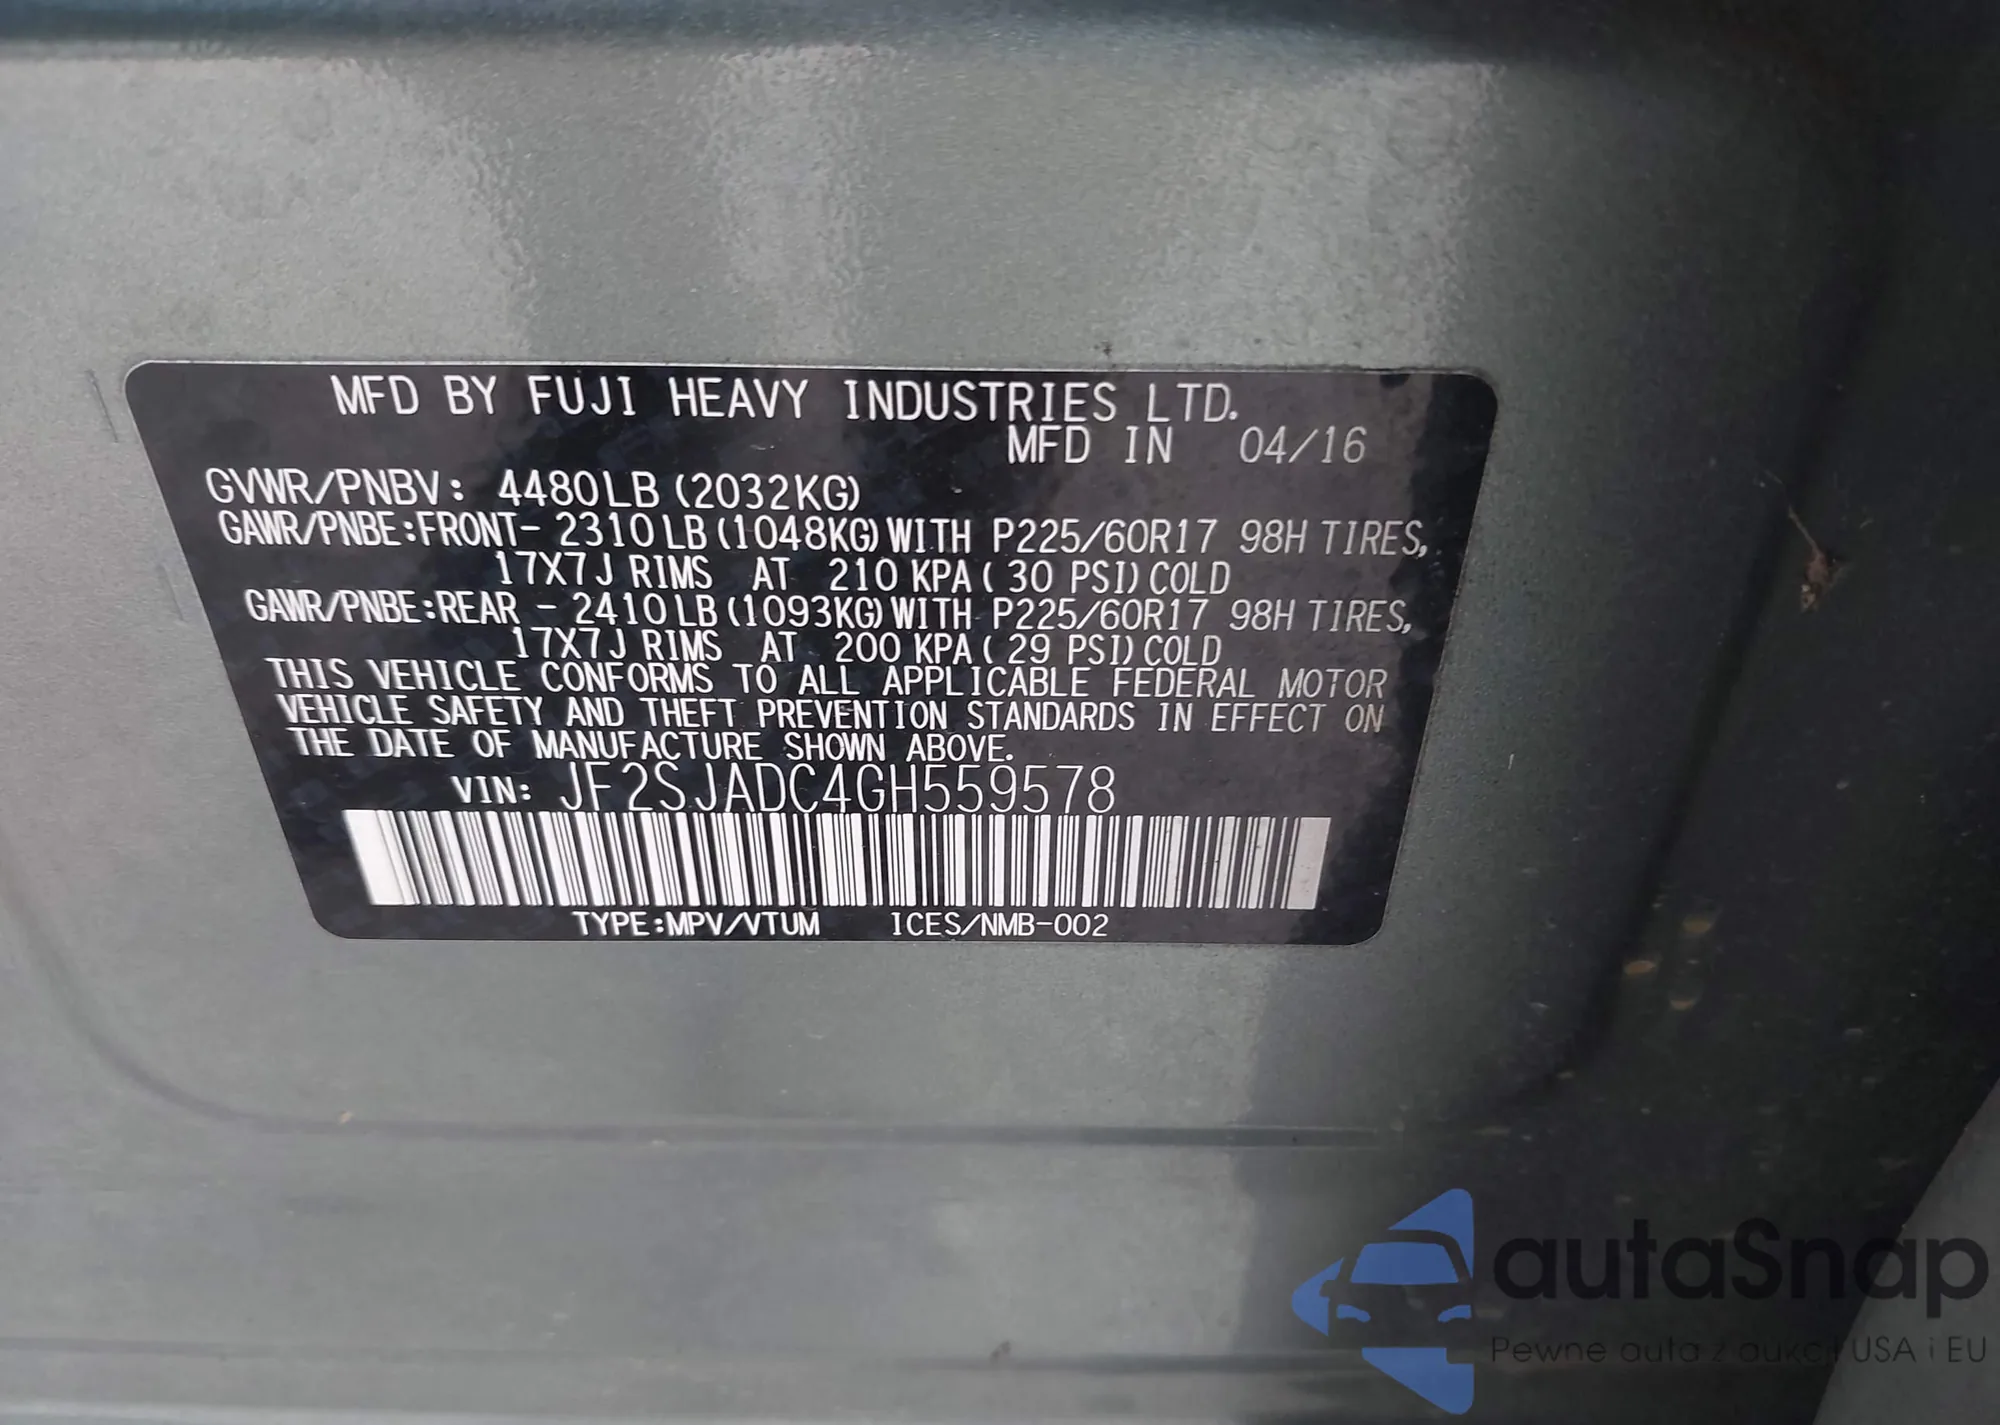 MFD BY FUJI HEAVY INDUSTRIES LTD.
MFD IN 04/16
GVWR/PNBV: 4480LB (2032KG)
GAWR/PNBE:FRONT- 2310LB (1048KG) WITH P225/60R17 98H TIRES,
17X7J RIMS AT 210 KPA ( 30 PSI) COLD
GAWR/PNBE:REAR - 2410LB (1093KG) WITH P225/60R17 98H TIRES,
17X7J RIMS AT 200 KPA ( 29 PSI) COLD
THIS VEHICLE CONFORMS TO ALL APPLICABLE FEDERAL MOTOR
VEHICLE SAFETY AND THEFT PREVENTION STANDARDS IN EFFECT ON
THE DATE OF MANUFACTURE SHOWN ABOVE.
VIN: JF2SJADC4GH559578
TYPE:MPV/VTUM ICES/NMB-002
autaSnap
Pewne auta z aukcji USA i EU